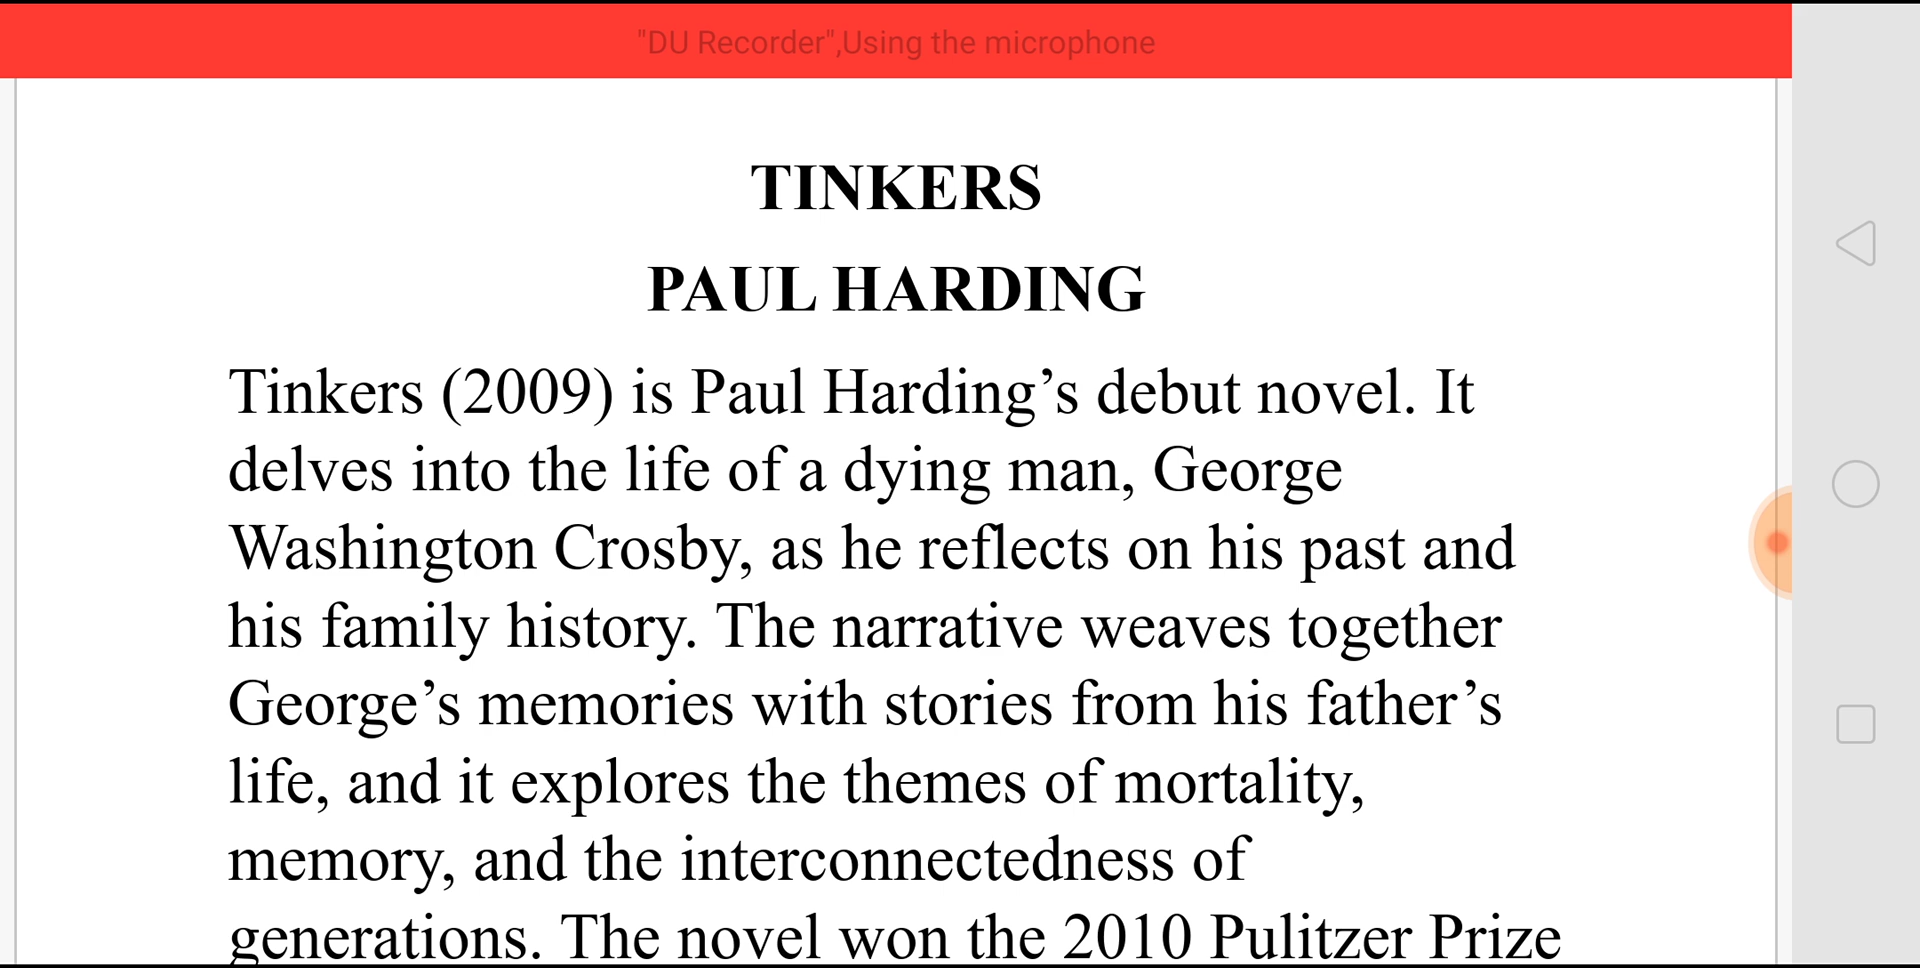 "DU Recorder",Using the microphone
TINKERS
PAUL HARDING
Tinkers (2009) is Paul Harding’s debut novel. It
delves into the life of a dying man, George
Washington Crosby, as he reflects on his past and
his family history. The narrative weaves together
George’s memories with stories from his father’s
life, and it explores the themes of mortality,
memory, and the interconnectedness of
generations. The novel won the 2010 Pulitzer Prize